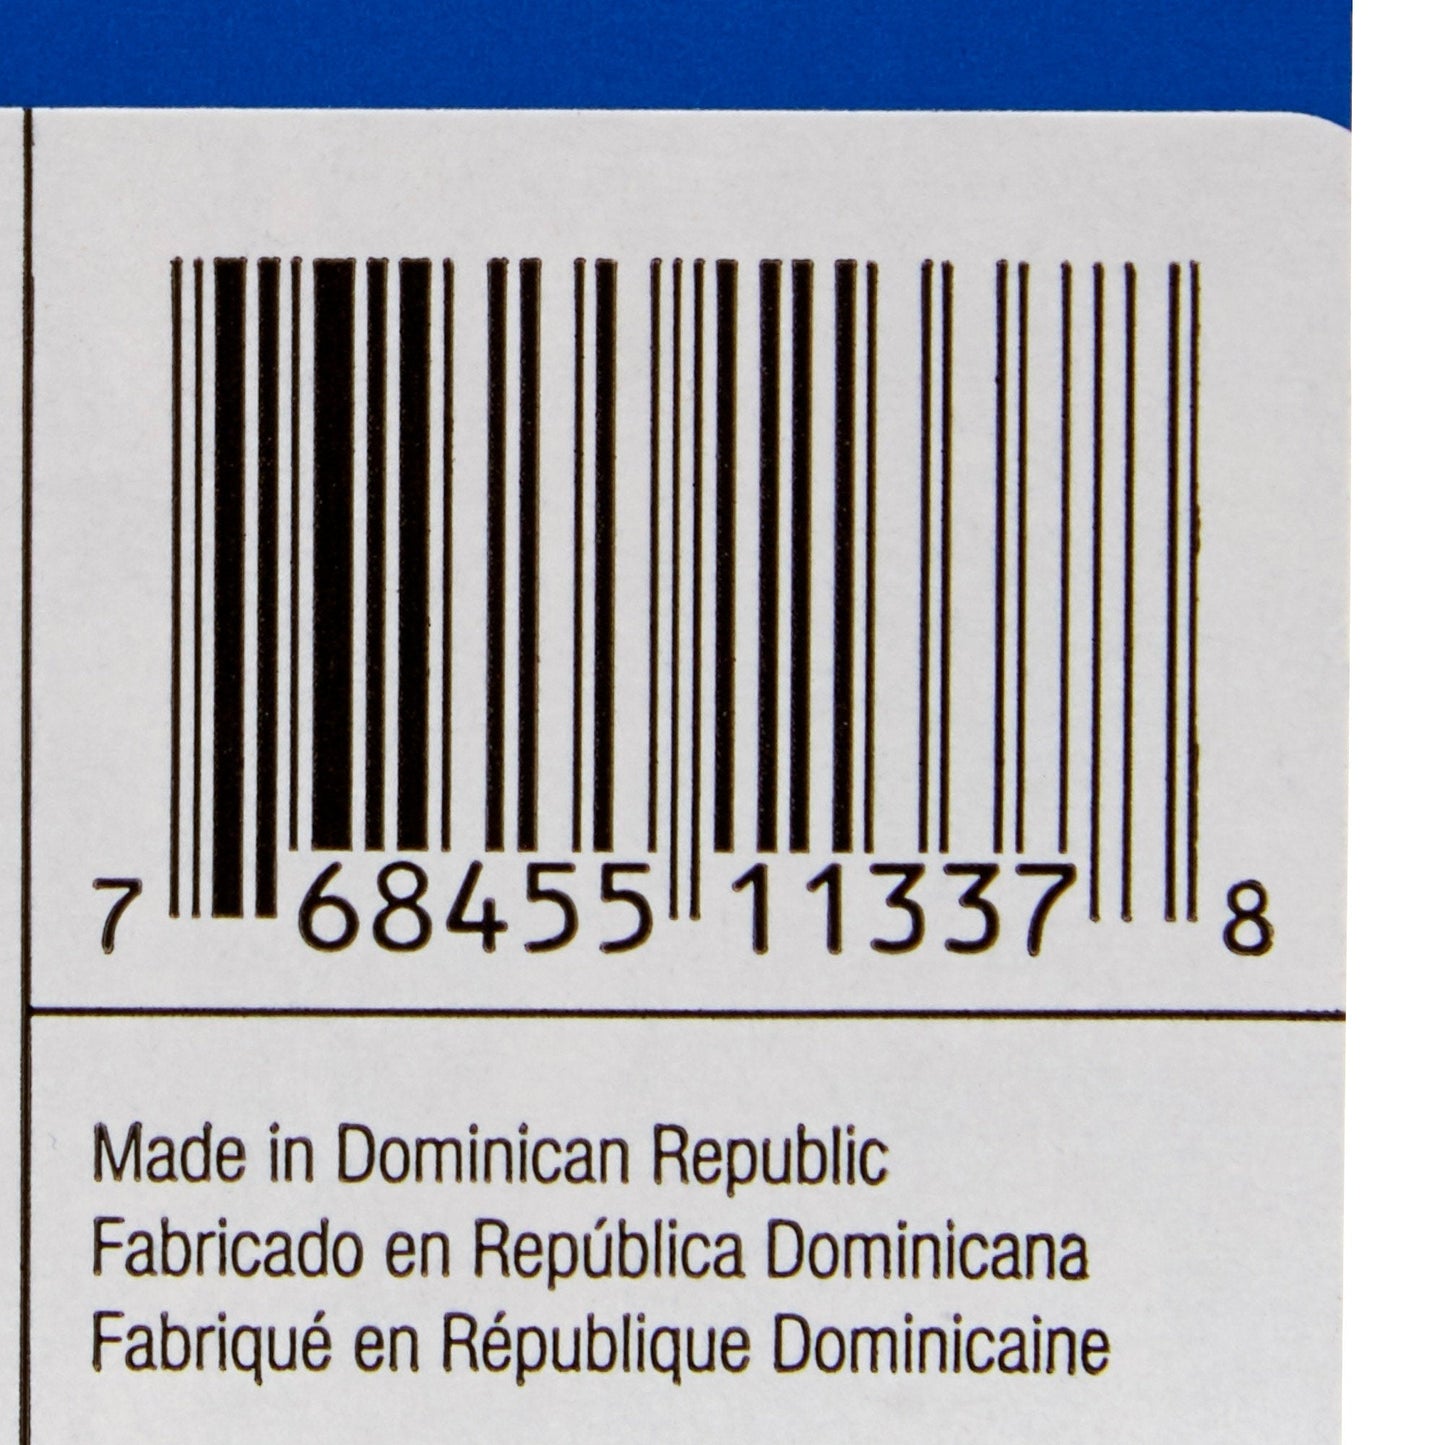 7 68455 11337 8
Made in Dominican Republic
Fabricado en República Dominicana
Fabriqué en République Dominicaine